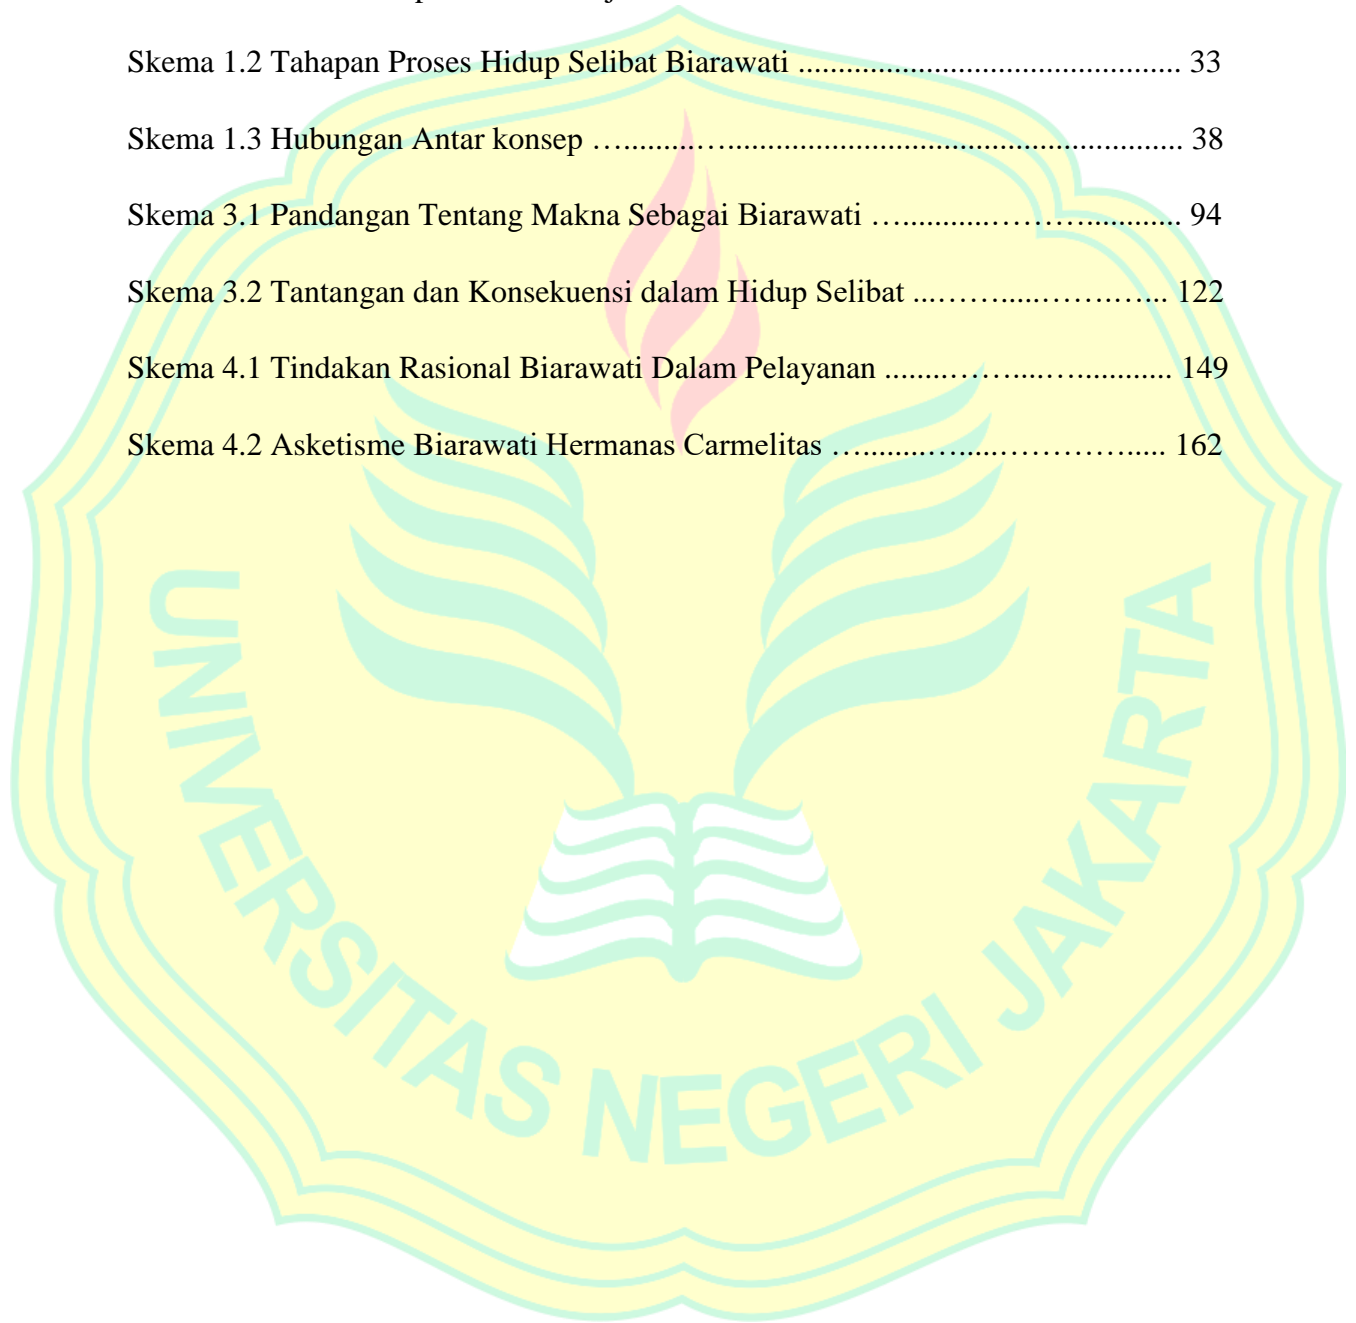 Skema 1.2 Tahapan Proses Hidup Selibat Biarawati ................................................ 33
Skema 1.3 Hubungan Antar konsep …........….......................................................... 38
Skema 3.1 Pandangan Tentang Makna Sebagai Biarawati …...........……….............. 94
Skema 3.2 Tantangan dan Konsekuensi dalam Hidup Selibat ...…….....…….…... 122
Skema 4.1 Tindakan Rasional Biarawati Dalam Pelayanan ........……....…............ 149
Skema 4.2 Asketisme Biarawati Hermanas Carmelitas ….........….....…………..... 162
UNIVERSITAS NEGERI JAKARTA